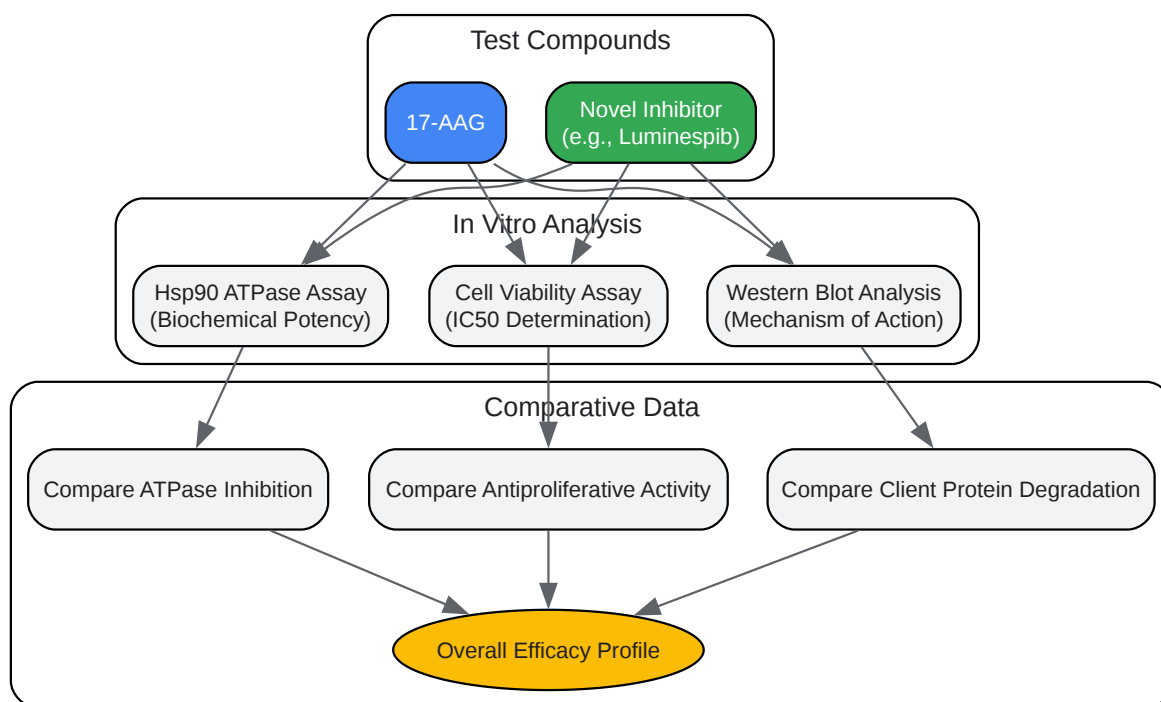 Test Compounds
17-AAG
Novel Inhibitor
(e.g., Luminespib)
In Vitro Analysis
Hsp90 ATPase Assay
(Biochemical Potency)
Cell Viability Assay
(IC50 Determination)
Western Blot Analysis
(Mechanism of Action)
Comparative Data
Compare ATPase Inhibition
Compare Antiproliferative Activity
Compare Client Protein Degradation
Overall Efficacy Profile